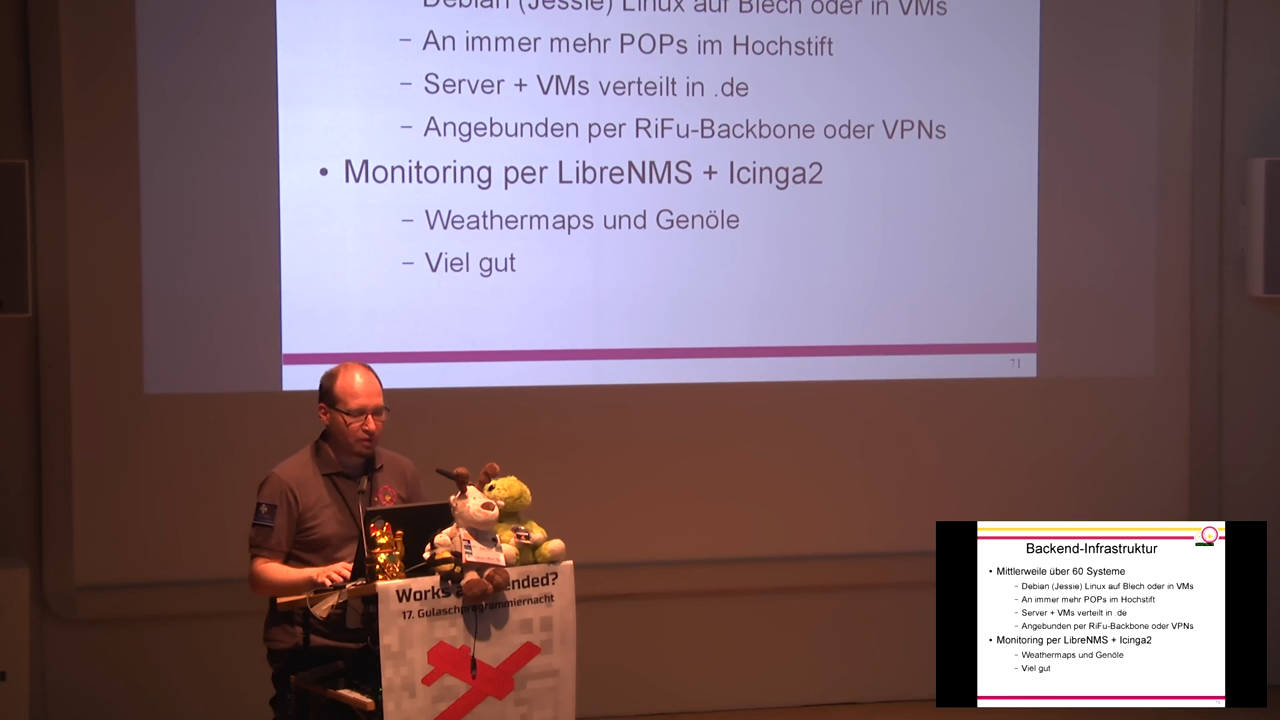 Debian (Jessie) Linux auf Blech oder in VMs
– An immer mehr POPs im Hochstift
– Server + VMs verteilt in .de
– Angebunden per RiFu-Backbone oder VPNs
• Monitoring per LibreNMS + Icinga2
– Weathermaps und Genöle
– Viel gut
71
Works
ended?
17. Gulaschprogrammiernacht
Backend-Infrastruktur
• Mittlerweile über 60 Systeme
– Debian (Jessie) Linux auf Blech oder in VMs
– An immer mehr POPs im Hochstift
– Server + VMs verteilt in .de
– Angebunden per RiFu-Backbone oder VPNs
• Monitoring per LibreNMS + Icinga2
– Weathermaps und Genöle
– Viel gut